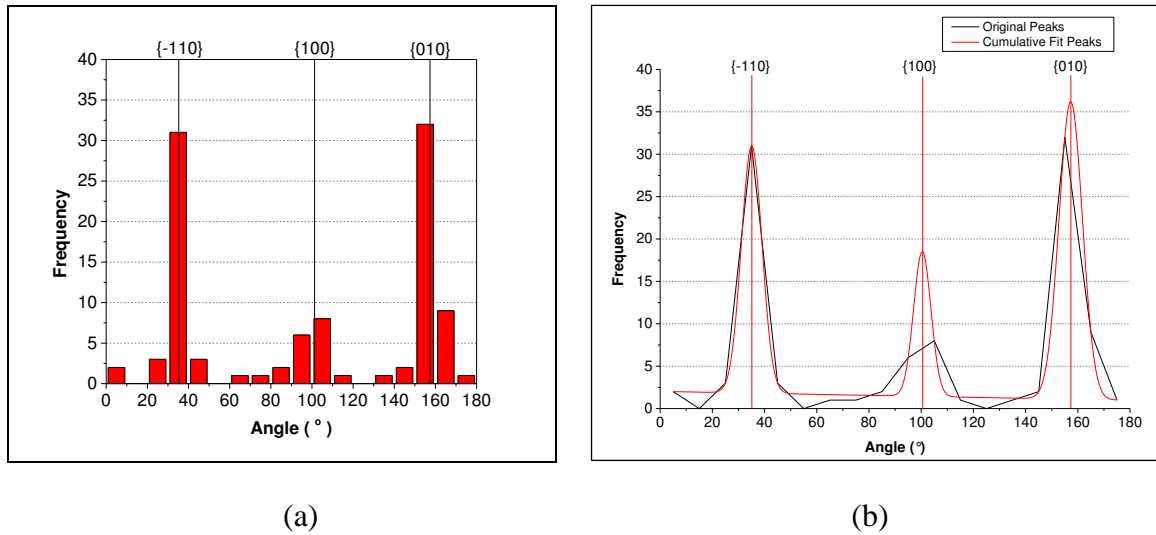 {-110} {100} {010}
40
35
30
25
20
15
10
5
0
Frequency
0 20 40 60 80 100 120 140 160 180
Angle ( ° )
(a)
Original Peaks
Cumulative Fit Peaks
{-110} {100} {010}
40
35
30
25
20
15
10
5
0
Frequency
0 20 40 60 80 100 120 140 160 180
Angle (°)
(b)